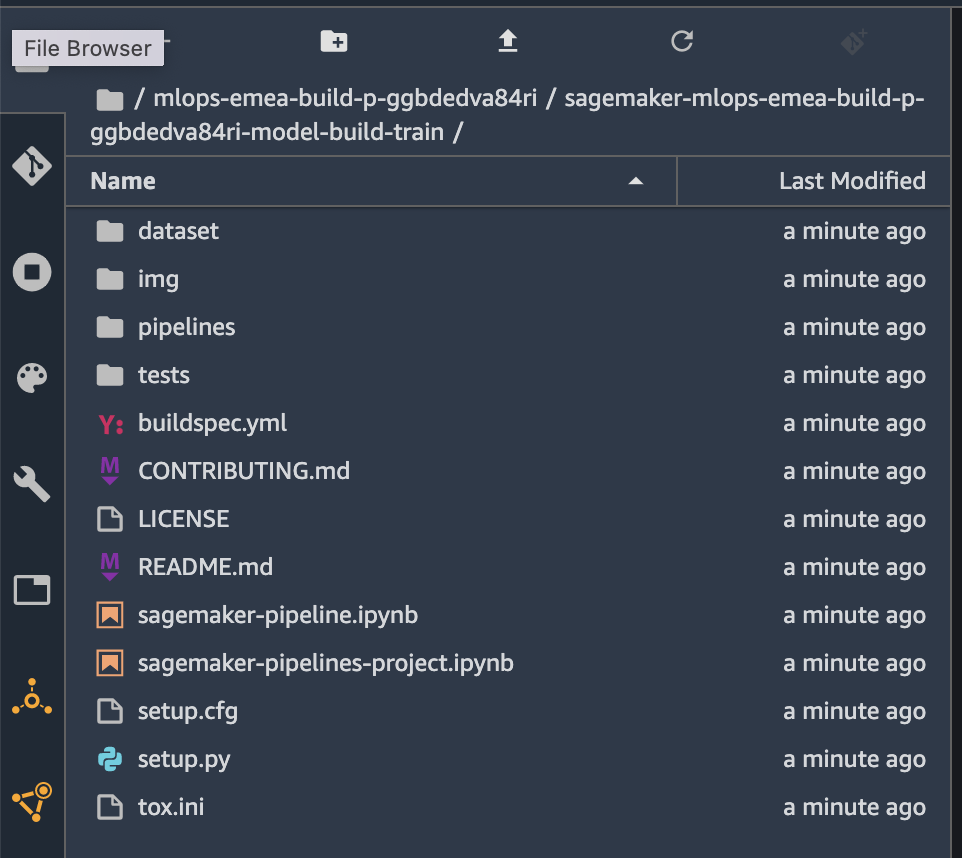 File Browser
/ mlops-emea-build-p-ggbdedva84ri / sagemaker-mlops-emea-build-p-
ggbdedva84ri-model-build-train /
Name Last Modified
dataset a minute ago
img a minute ago
pipelines a minute ago
tests a minute ago
Y: buildspec.yml a minute ago
M CONTRIBUTING.md a minute ago
LICENSE a minute ago
M README.md a minute ago
sagemaker-pipeline.ipynb a minute ago
sagemaker-pipelines-project.ipynb a minute ago
setup.cfg a minute ago
setup.py a minute ago
tox.ini a minute ago